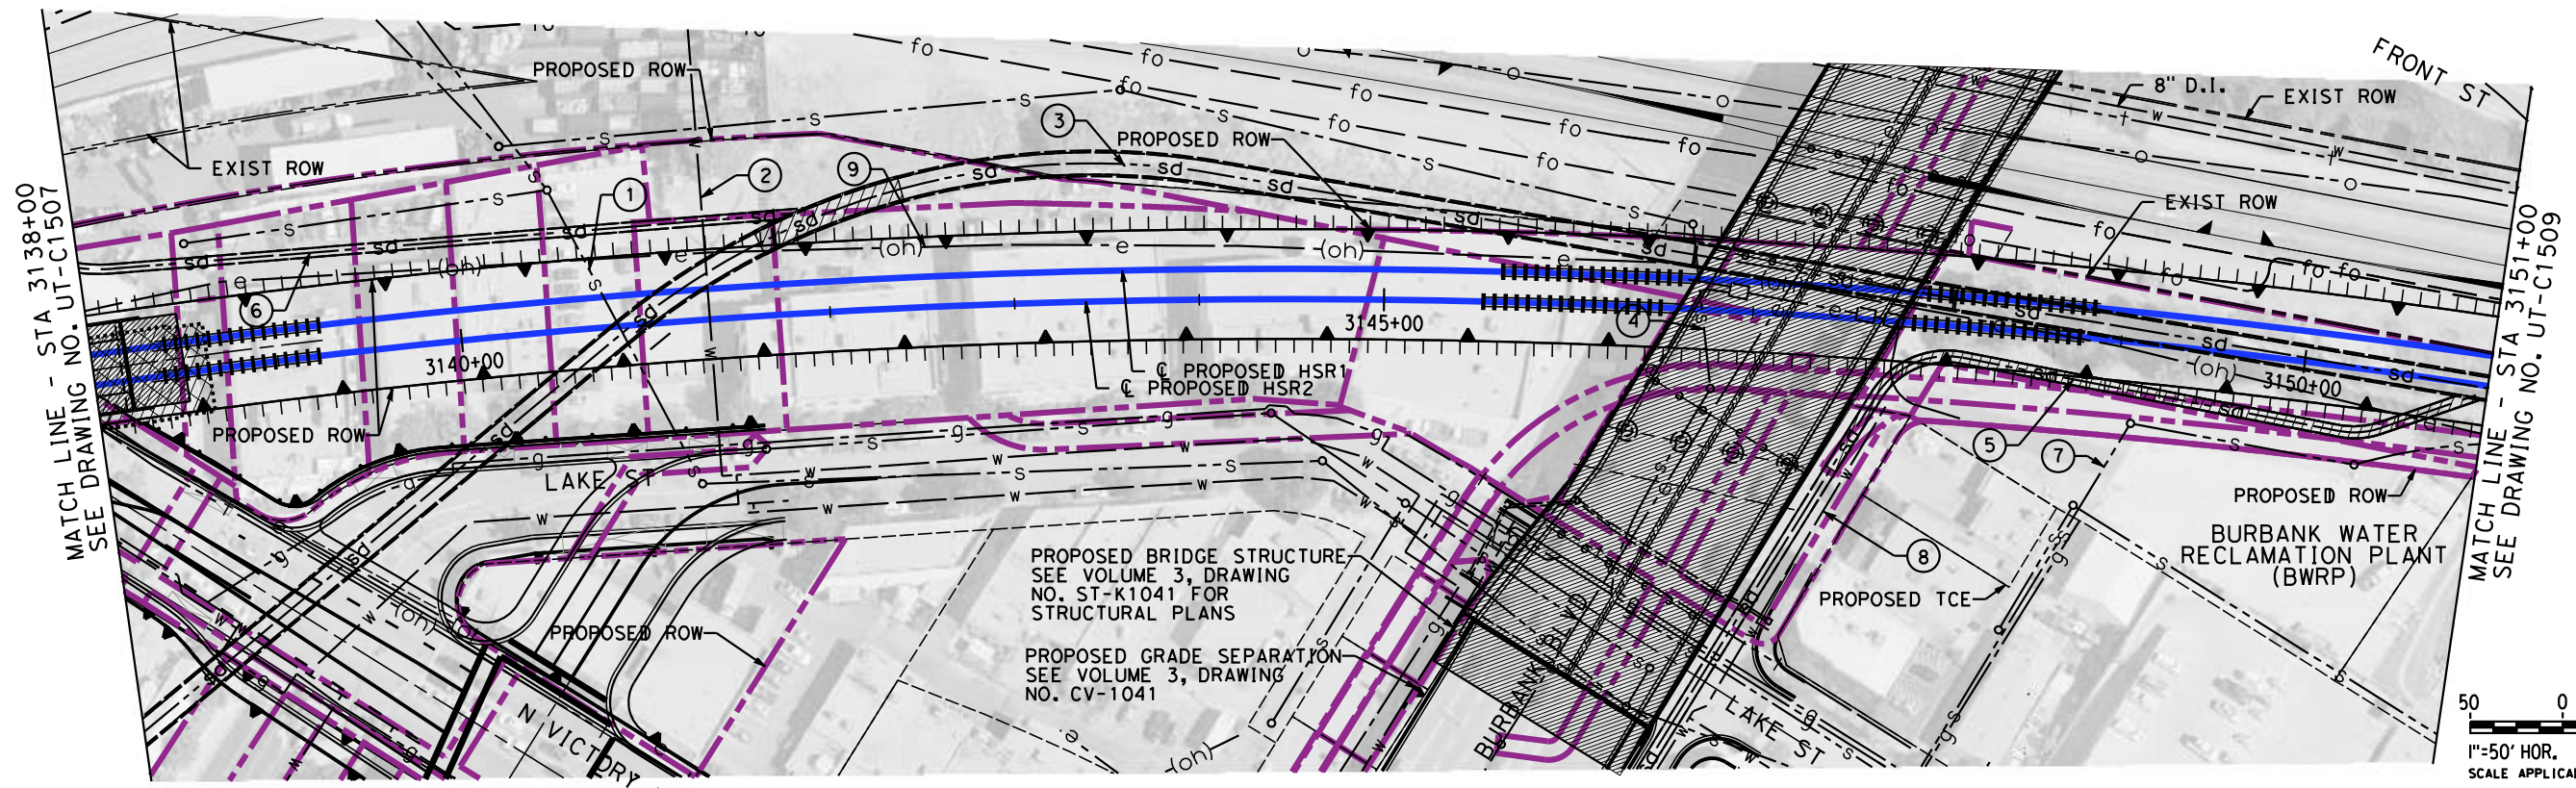 FRONT ST
PROPOSED ROW
8" D.I.
EXIST ROW
3
PROPOSED ROW
EXIST ROW
1
2
9
EXIST ROW
MATCH LINE - STA 3138+00
SEE DRAWING NO. UT-C1507
MATCH LINE - STA 3151+00
SEE DRAWING NO. UT-C1509
6
4
3140+00
3145+00
3150+00
℄ PROPOSED HSR1
℄ PROPOSED HSR2
PROPOSED ROW
LAKE ST
5
7
PROPOSED ROW
BURBANK WATER
RECLAMATION PLANT
(BWRP)
8
PROPOSED TCE
PROPOSED BRIDGE STRUCTURE
SEE VOLUME 3, DRAWING
NO. ST-K1041 FOR
STRUCTURAL PLANS
PROPOSED ROW
PROPOSED GRADE SEPARATION
SEE VOLUME 3, DRAWING
NO. CV-1041
N VICTORY
BURBANK
LAKE ST
50 0
1"=50' HOR.
SCALE APPLICA